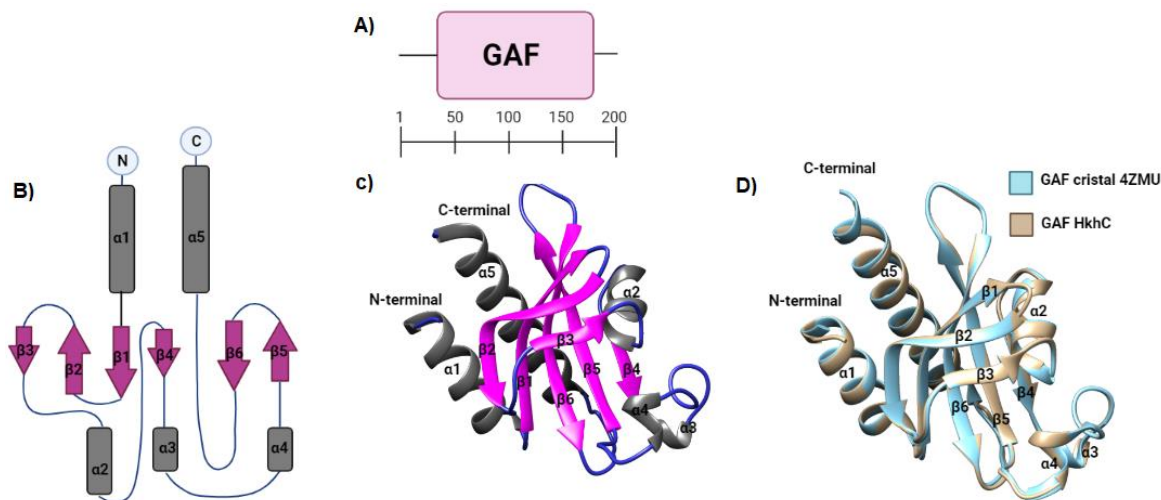 A)
GAF
1 50 100 150 200
B)
N
C
α1
α5
β3
β2
β1
β4
β6
β5
α2
α3
α4
c)
C-terminal
α5
N-terminal
α1
α2
β2
β3
β1
β5
β4
β6
α4
α3
D)
C-terminal
GAF cristal 4ZMU
GAF HkhC
α5
N-terminal
β1
α2
β2
α1
β3
β4
β6
β5
α4
α3